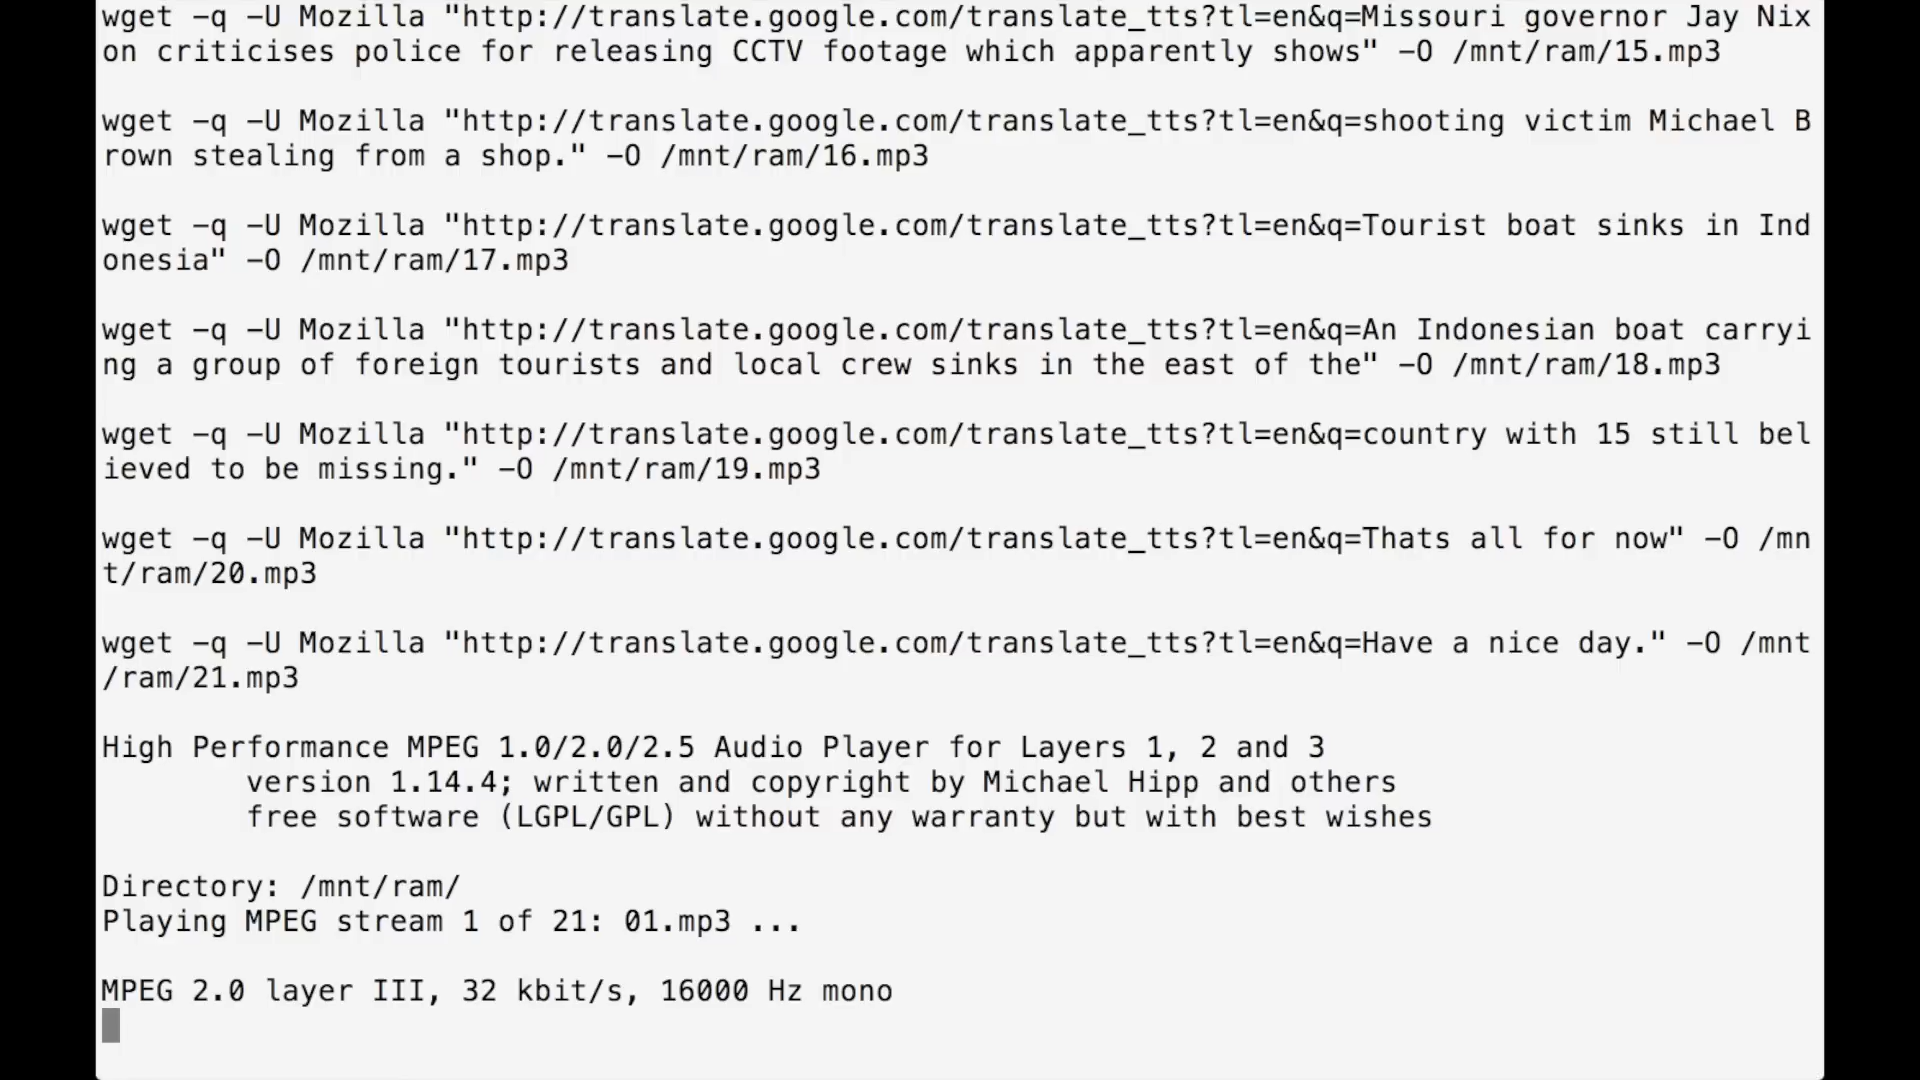 wget -q -U Mozilla "http://translate.google.com/translate_tts?tl=en&q=Missouri governor Jay Nix
on criticises police for releasing CCTV footage which apparently shows" -O /mnt/ram/15.mp3
wget -q -U Mozilla "http://translate.google.com/translate_tts?tl=en&q=shooting victim Michael B
rown stealing from a shop." -O /mnt/ram/16.mp3
wget -q -U Mozilla "http://translate.google.com/translate_tts?tl=en&q=Tourist boat sinks in Ind
onesia" -O /mnt/ram/17.mp3
wget -q -U Mozilla "http://translate.google.com/translate_tts?tl=en&q=An Indonesian boat carryi
ng a group of foreign tourists and local crew sinks in the east of the" -O /mnt/ram/18.mp3
wget -q -U Mozilla "http://translate.google.com/translate_tts?tl=en&q=country with 15 still bel
ieved to be missing." -O /mnt/ram/19.mp3
wget -q -U Mozilla "http://translate.google.com/translate_tts?tl=en&q=Thats all for now" -O /mn
t/ram/20.mp3
wget -q -U Mozilla "http://translate.google.com/translate_tts?tl=en&q=Have a nice day." -O /mnt
/ram/21.mp3
High Performance MPEG 1.0/2.0/2.5 Audio Player for Layers 1, 2 and 3
version 1.14.4; written and copyright by Michael Hipp and others
free software (LGPL/GPL) without any warranty but with best wishes
Directory: /mnt/ram/
Playing MPEG stream 1 of 21: 01.mp3 ...
MPEG 2.0 layer III, 32 kbit/s, 16000 Hz mono